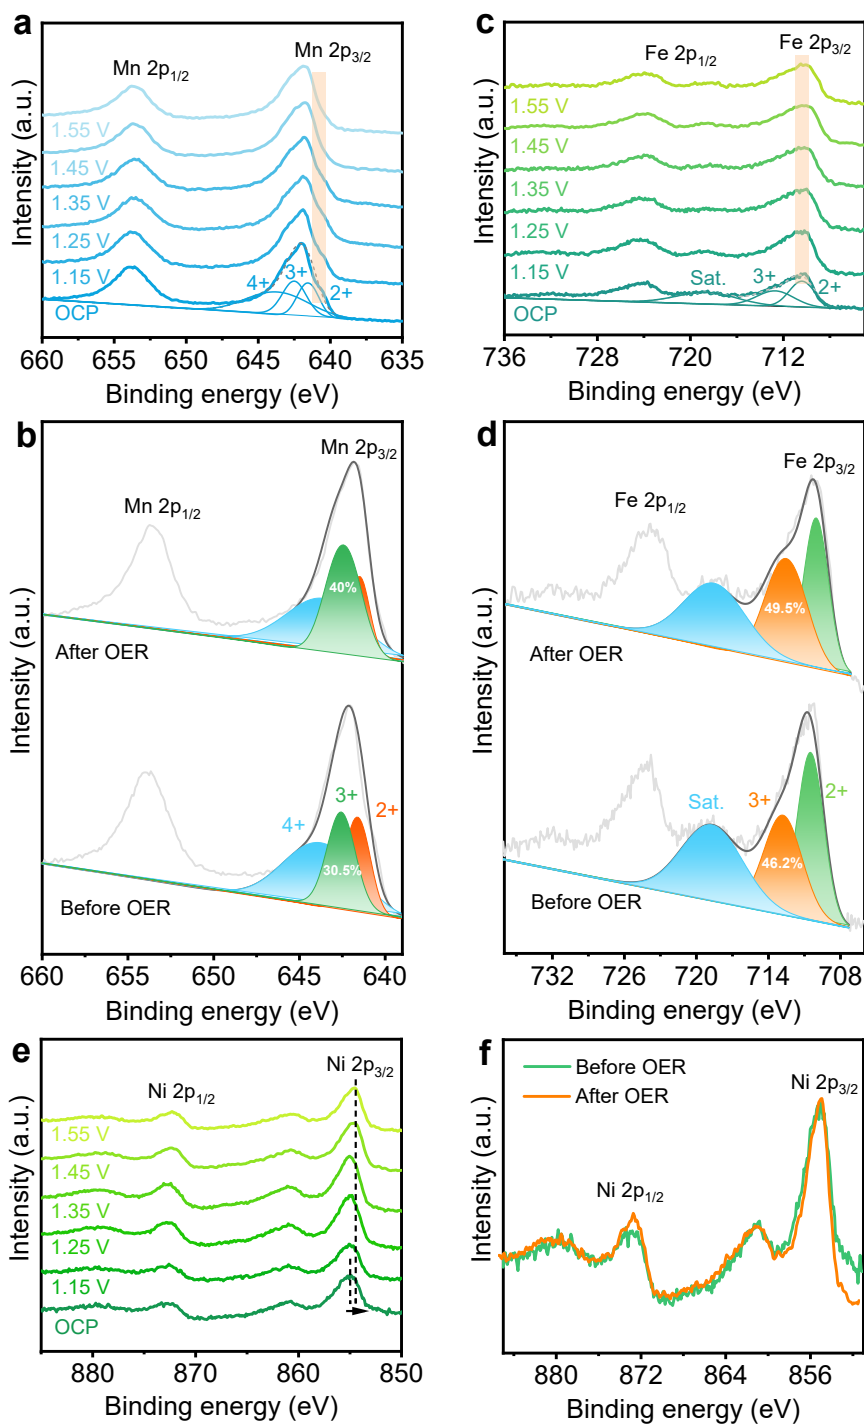 a
Mn 2p1/2
Mn 2p3/2
1.55 V
1.45 V
1.35 V
1.25 V
1.15 V
OCP
4+
3+
2+
Intensity (a.u.)
660 655 650 645 640 635
Binding energy (eV)
c
Fe 2p1/2
Fe 2p3/2
1.55 V
1.45 V
1.35 V
1.25 V
1.15 V
OCP
Sat.
3+
2+
Intensity (a.u.)
736 728 720 712
Binding energy (eV)
b
Mn 2p3/2
Mn 2p1/2
40%
After OER
4+
3+
2+
30.5%
Before OER
Intensity (a.u.)
660 655 650 645 640
Binding energy (eV)
d
Fe 2p3/2
Fe 2p1/2
49.5%
After OER
Sat.
3+
2+
46.2%
Before OER
Intensity (a.u.)
732 726 720 714 708
Binding energy (eV)
e
Ni 2p3/2
Ni 2p1/2
1.55 V
1.45 V
1.35 V
1.25 V
1.15 V
OCP
Intensity (a.u.)
880 870 860 850
Binding energy (eV)
f
Before OER
After OER
Ni 2p3/2
Ni 2p1/2
Intensity (a.u.)
880 872 864 856
Binding energy (eV)